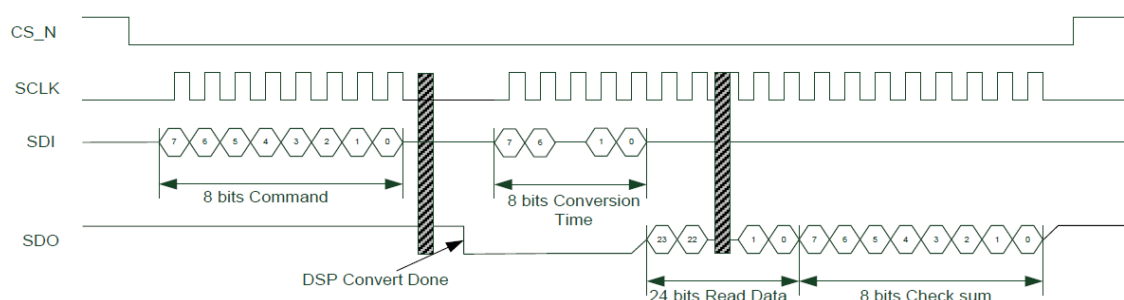 CS_N
SCLK
SDI
7 6 5 4 3 2 1 0
7 6 1 0
8 bits Command
8 bits Conversion
Time
SDO
23 22 1 0 7 6 5 4 3 2 1 0
DSP Convert Done
24 bits Read Data
8 bits Check sum